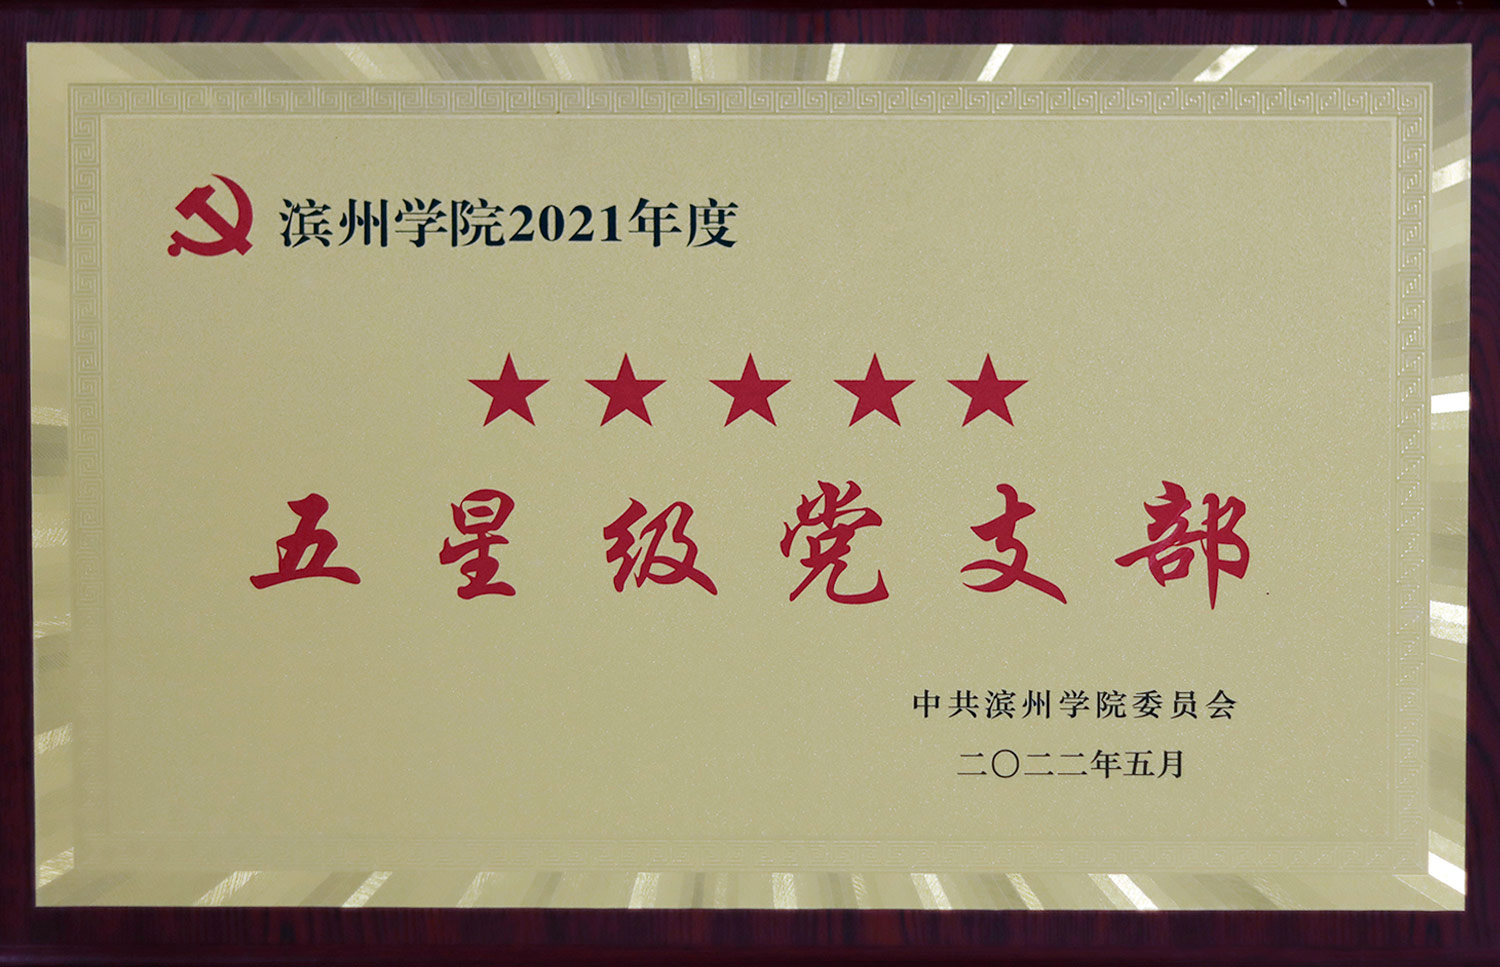 滨州学院2021年度
五星级党支部
中共滨州学院委员会
二〇二二年五月